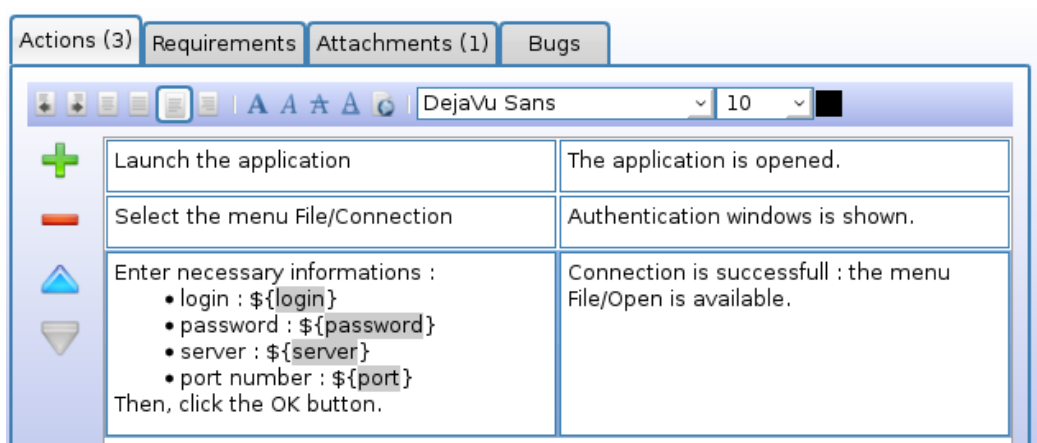 Actions (3) Requirements Attachments (1) Bugs
A A A A DejaVu Sans 10
Launch the application
The application is opened.
Select the menu File/Connection
Authentication windows is shown.
Enter necessary informations :
• login : ${login}
• password : ${password}
• server : ${server}
• port number : ${port}
Then, click the OK button.
Connection is successfull : the menu
File/Open is available.